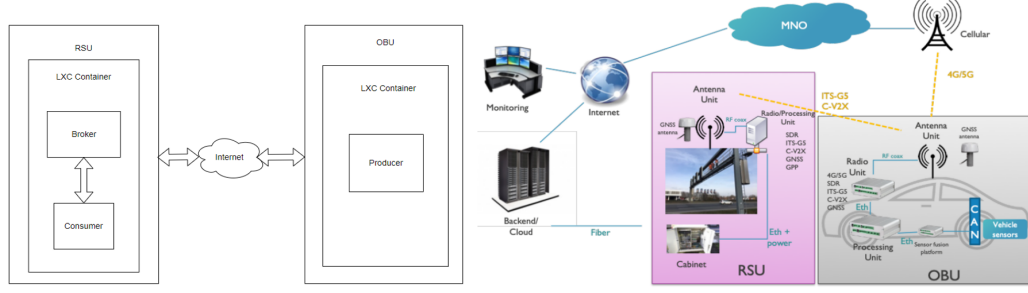 RSU
LXC Container
Broker
Consumer
Internet
OBU
LXC Container
Producer
MNO
Cellular
4G/5G
Monitoring
Internet
Backend/
Cloud
Fiber
ITS-G5
C-V2X
Antenna
Unit
GNSS
antenna
RF coax
Radio/Processing
Unit
SDR
ITS-G5
C-V2X
GNSS
GPP
Eth +
power
Cabinet
RSU
Antenna
Unit
GNSS
antenna
RF coax
Radio
Unit
4G/5G
SDR
ITS-G5
C-V2X
GNSS
Eth
Processing
Unit
Eth
Sensor fusion
platform
CAN
Vehicle
sensors
OBU